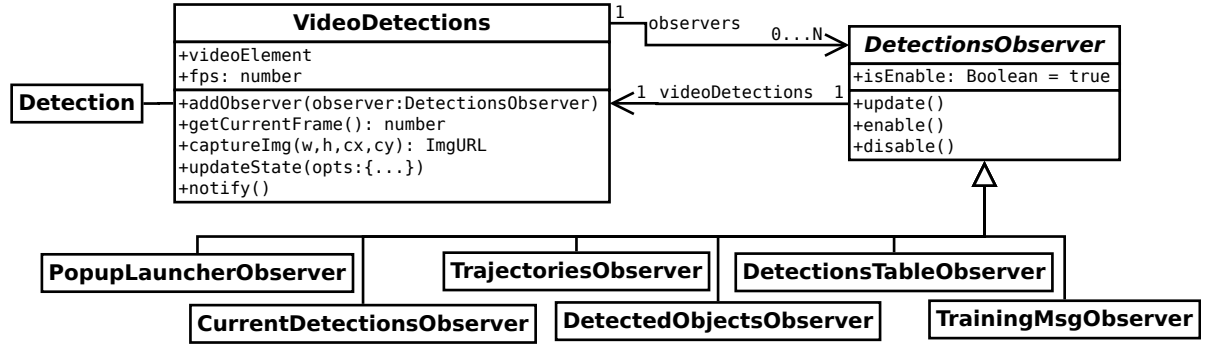 VideoDetections
+videoElement
+fps: number
+addObserver(observer:DetectionsObserver)
+getCurrentFrame(): number
+captureImg(w,h,cx,cy): ImgURL
+updateState(opts:{...})
+notify()
Detection
1
observers
0...N
1 videoDetections 1
DetectionsObserver
+isEnable: Boolean = true
+update()
+enable()
+disable()
PopupLauncherObserver
TrajectoriesObserver
DetectionsTableObserver
CurrentDetectionsObserver
DetectedObjectsObserver
TrainingMsgObserver